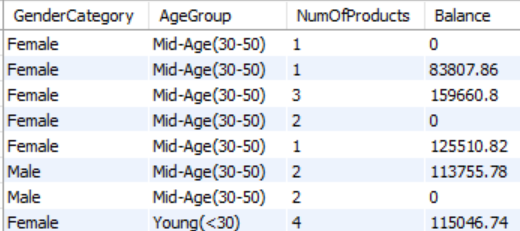 GenderCategory AgeGroup NumOfProducts Balance
Female Mid-Age(30-50) 1 0
Female Mid-Age(30-50) 1 83807.86
Female Mid-Age(30-50) 3 159660.8
Female Mid-Age(30-50) 2 0
Female Mid-Age(30-50) 1 125510.82
Male Mid-Age(30-50) 2 113755.78
Male Mid-Age(30-50) 2 0
Female Young(<30) 4 115046.74